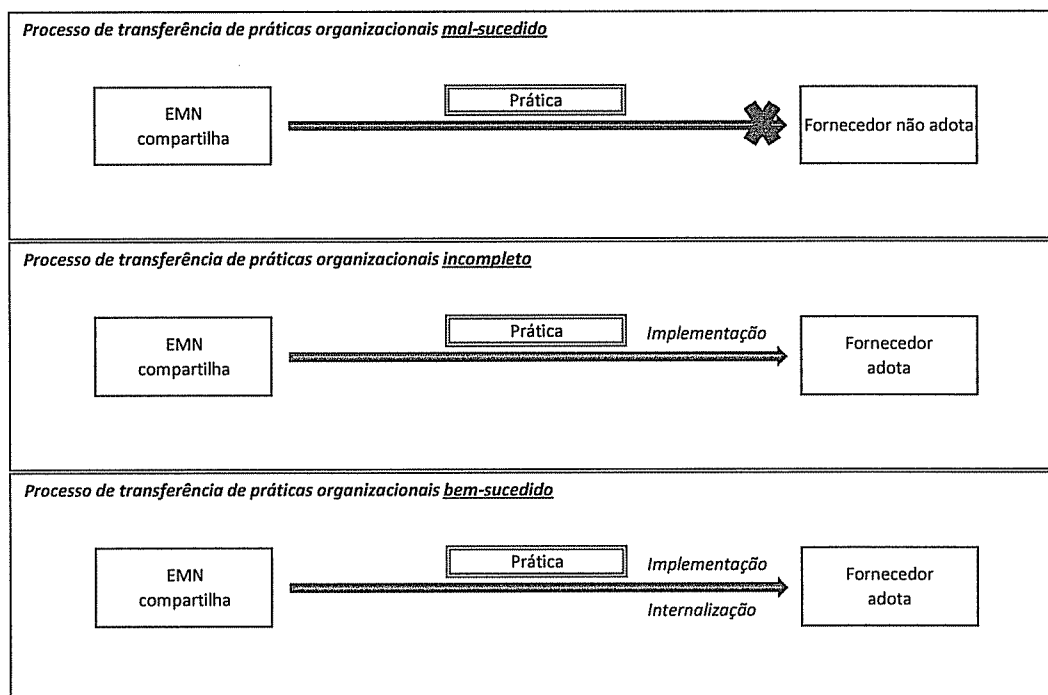 Processo de transferência de práticas organizacionais mal-sucedido
Prática
EMN
compartilha
Fornecedor não adota
Processo de transferência de práticas organizacionais incompleto
Prática
Implementação
EMN
compartilha
Fornecedor
adota
Processo de transferência de práticas organizacionais bem-sucedido
Prática
Implementação
EMN
compartilha
Fornecedor
adota
Internalização